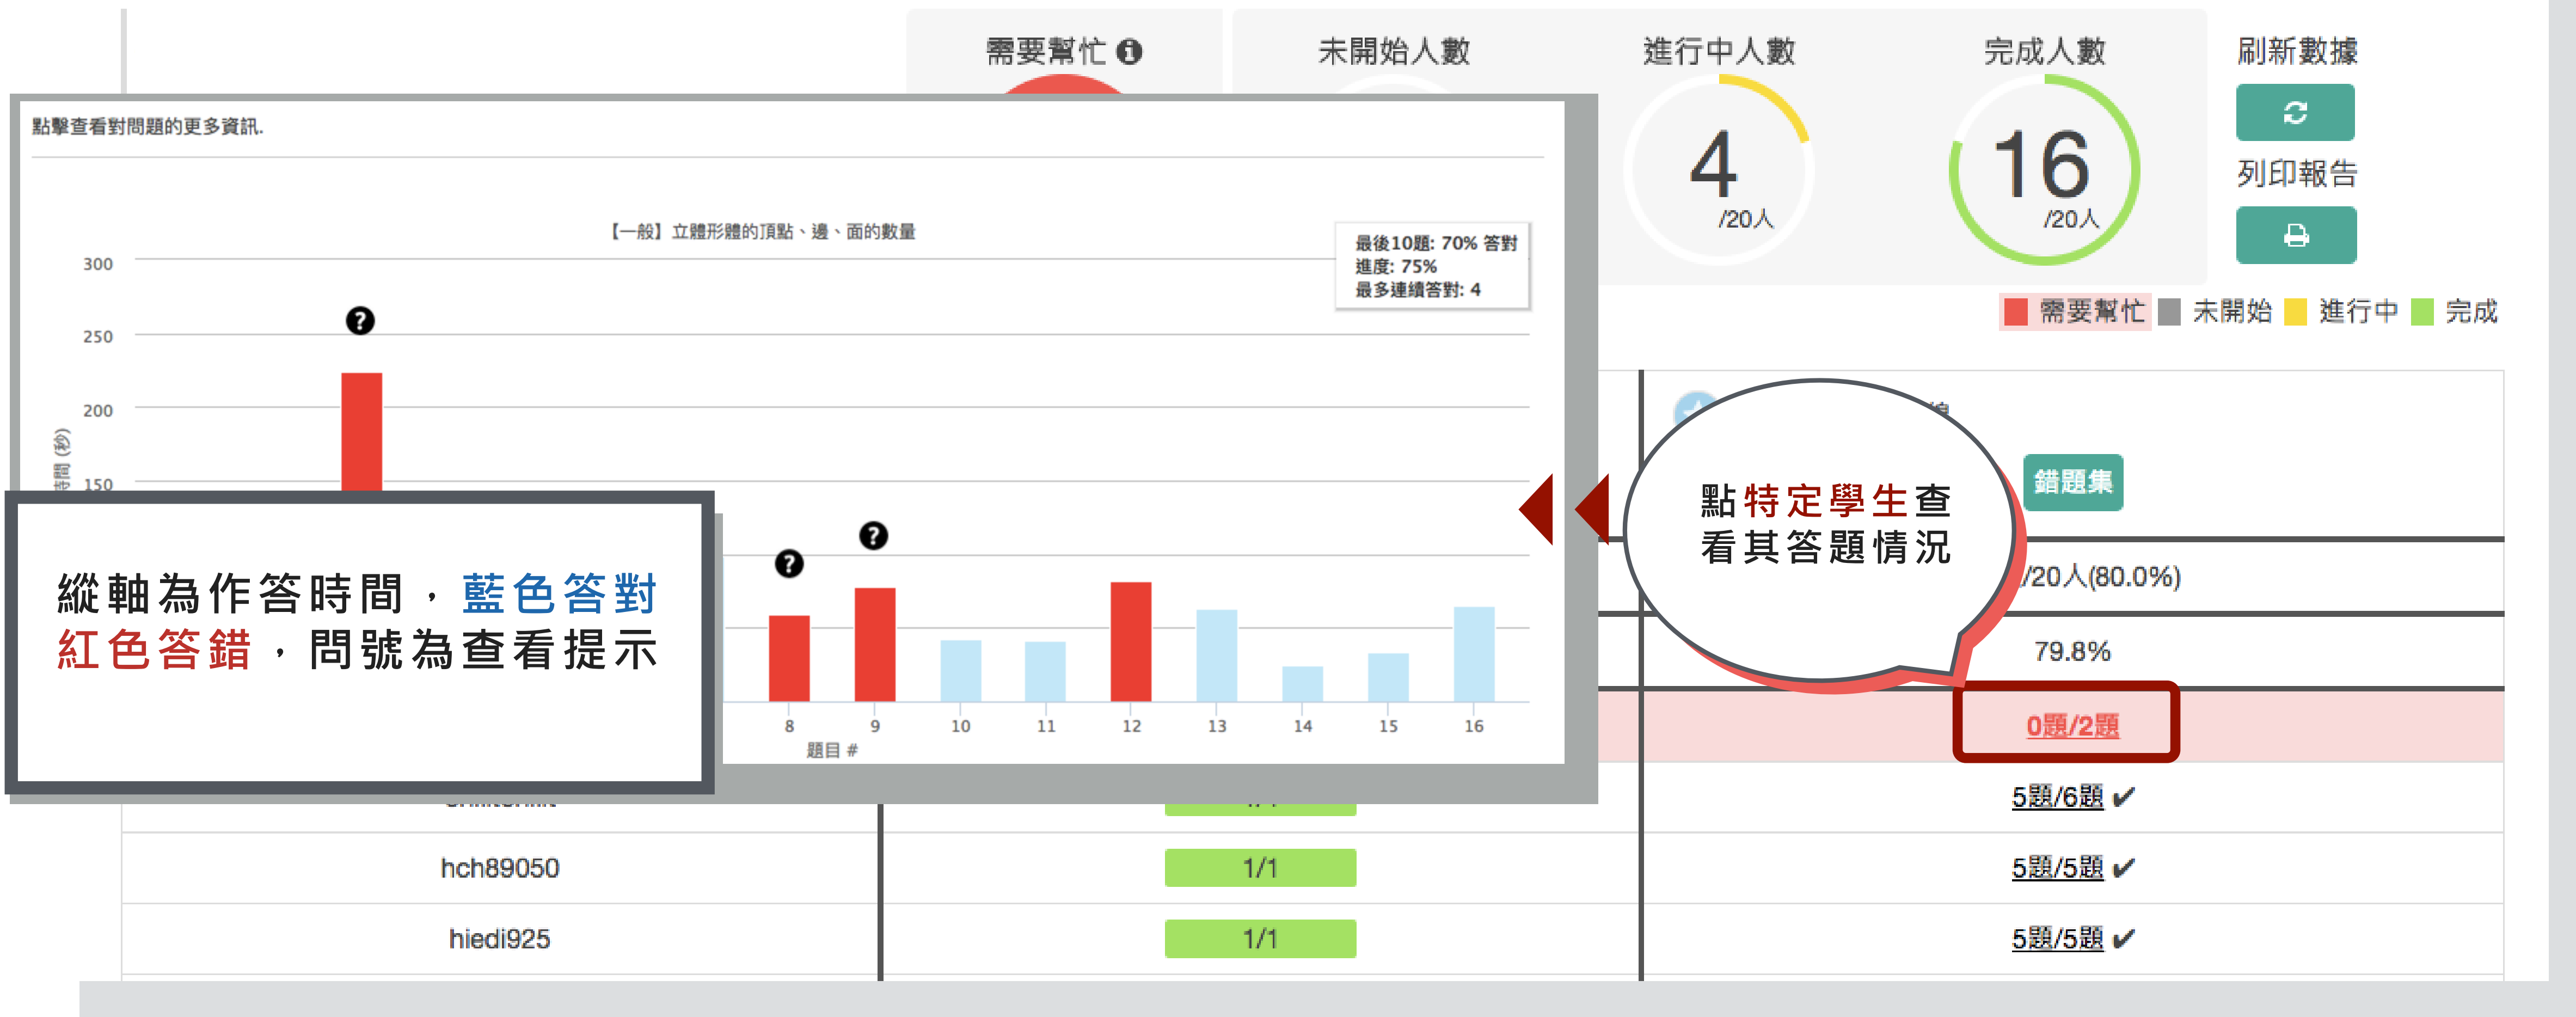 需要幫忙
未開始人數
進行中人數
完成人數
刷新數據
4
/20人
16
/20人
列印報告
需要幫忙
未開始
進行中
完成
點擊查看對問題的更多資訊.
【一般】立體形體的頂點、邊、面的數量
最後10題: 70% 答對
進度: 75%
最多連續答對: 4
300
250
200
150
時間 (秒)
?
?
?
8
9
10
11
12
13
14
15
16
題目 #
縱軸為作答時間，藍色答對
紅色答錯，問號為查看提示
點特定學生查
看其答題情況
錯題集
/20人(80.0%)
79.8%
0題/2題
5題/6題 ✔
hch89050
1/1
5題/5題 ✔
hiedi925
1/1
5題/5題 ✔